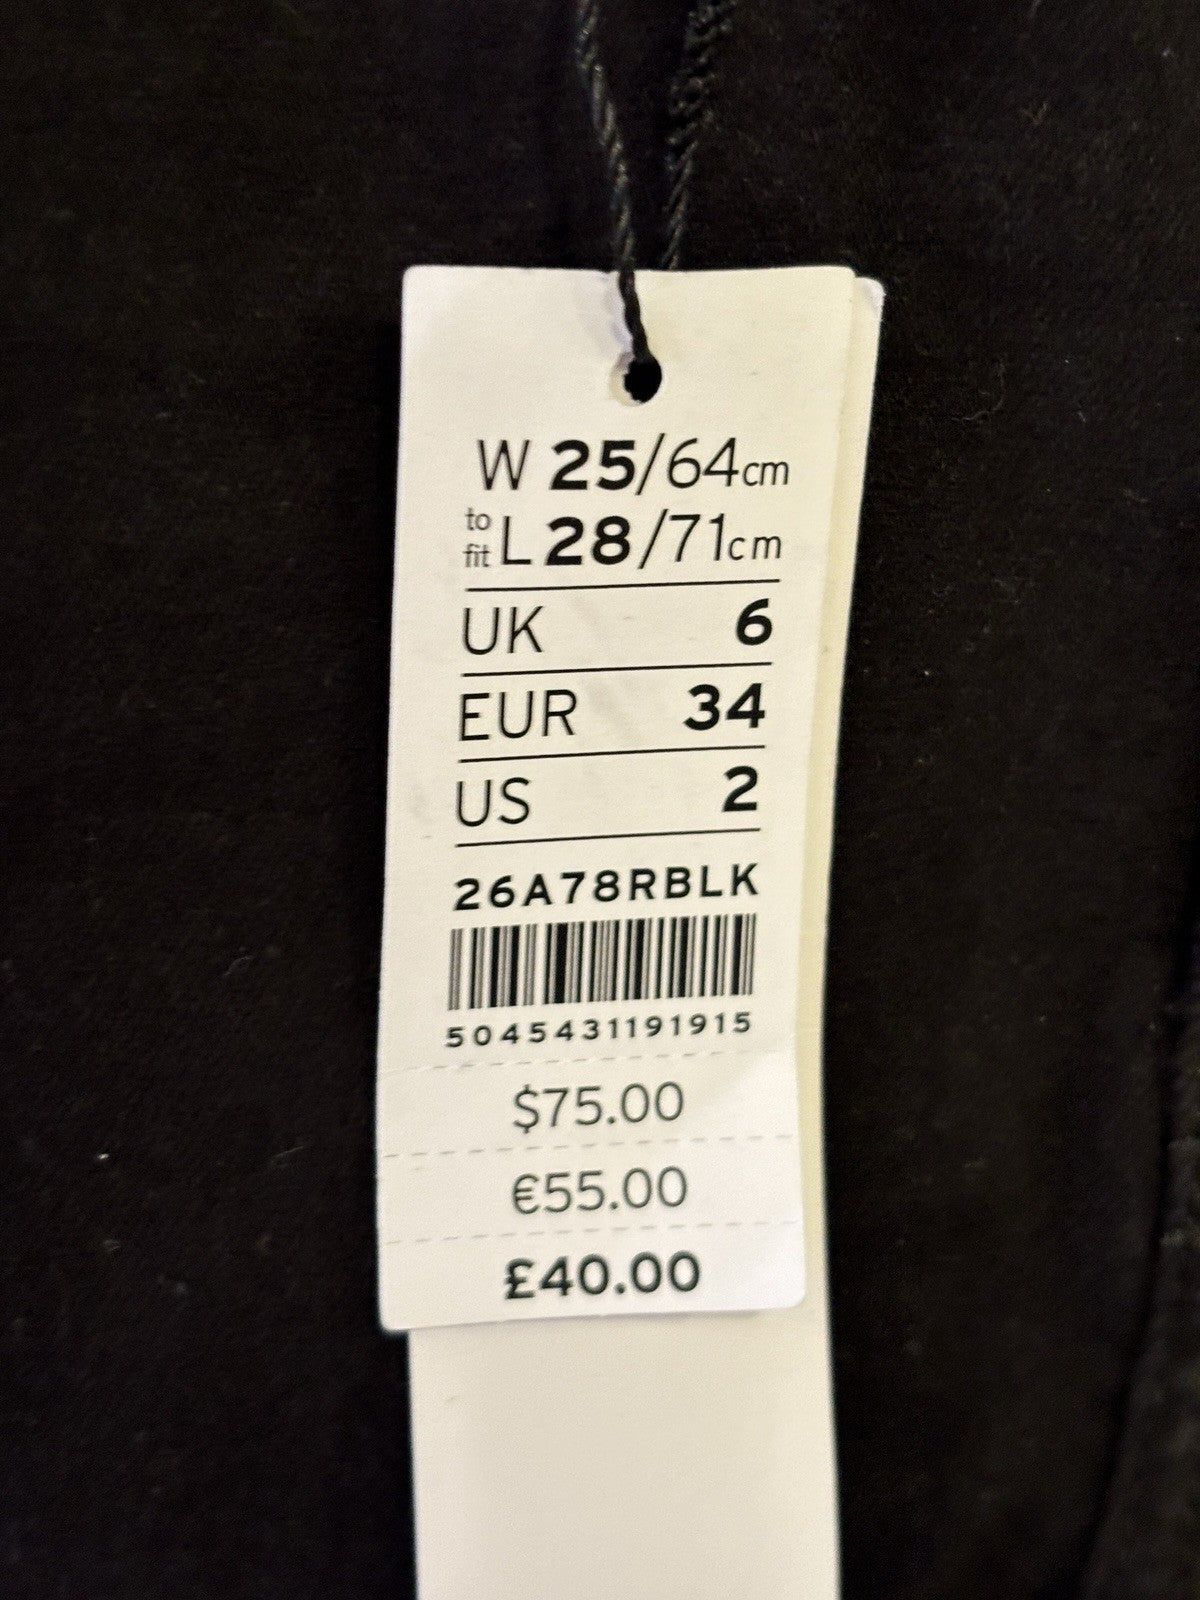 W 25/64cm
to fit L 28/71cm
UK 6
EUR 34
US 2
26A78RBLK
5045431191915
$75.00
€55.00
£40.00